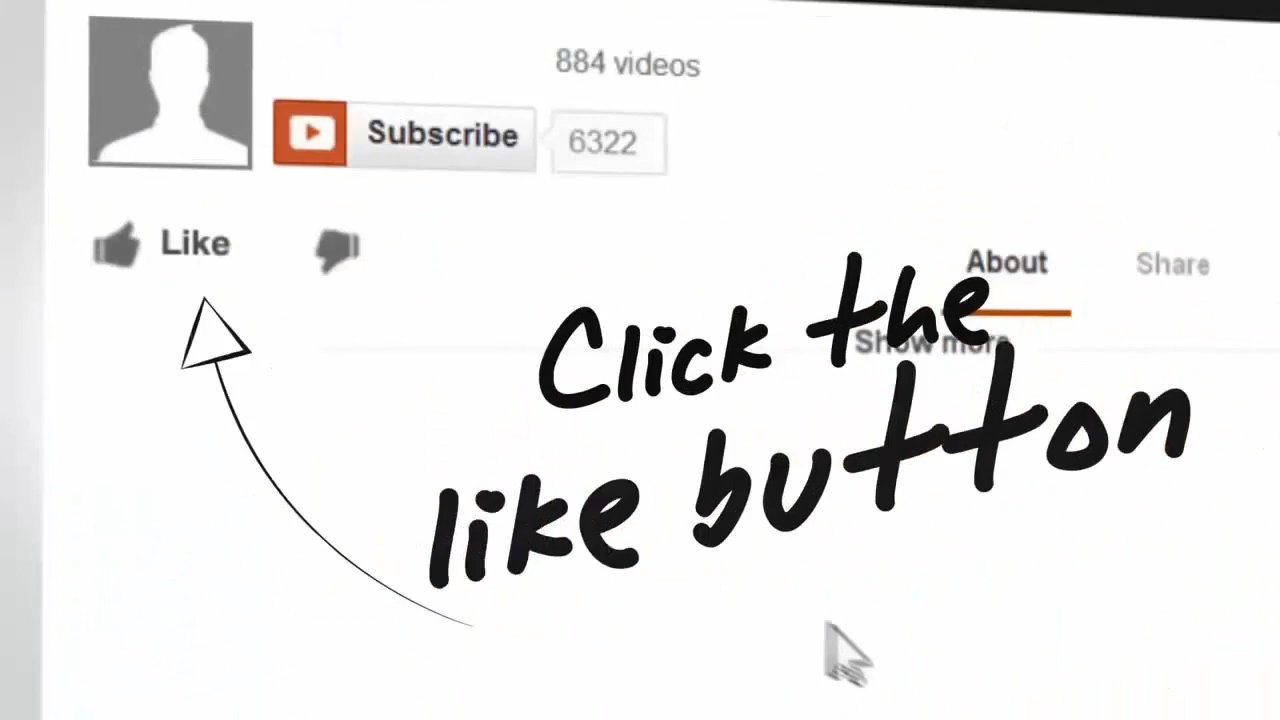 884 videos
Subscribe 6322
Like
About Share
Show more
Click the
like button